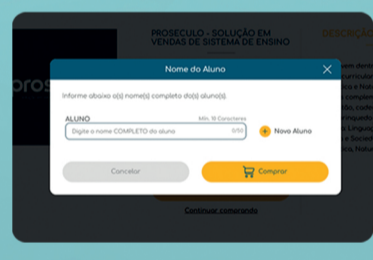 PROSECULO - SOLUÇÃO EM
VENDAS DE SISTEMA DE ENSINO
DESCRIÇÃO
Nome do Aluno
Informe abaixo o(s) nome(s) completo do(s) aluno(s).
ALUNO
Mín. 10 Caracteres
Digite o nome COMPLETO do aluno
0/50
Novo Aluno
Cancelar
Comprar
Continuar comprando